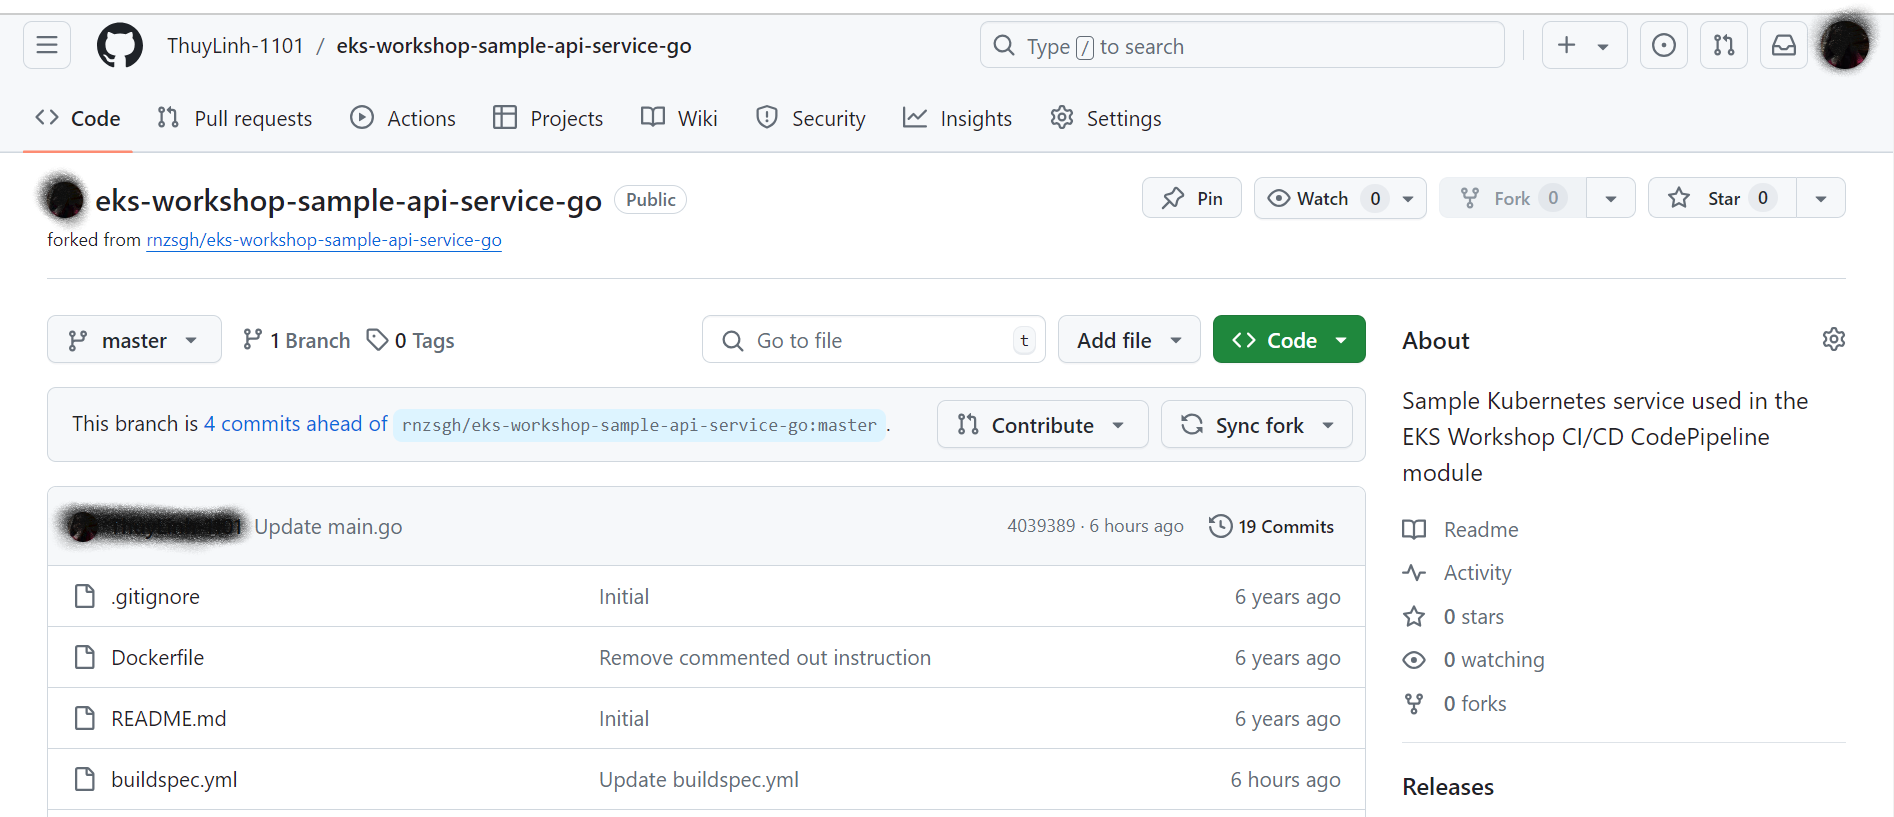 ThuyLinh-1101 / eks-workshop-sample-api-service-go
Type / to search
Code Pull requests Actions Projects Wiki Security Insights Settings
eks-workshop-sample-api-service-go Public
Pin Watch 0 Fork 0 Star 0
forked from rnzsgh/eks-workshop-sample-api-service-go
master 1 Branch 0 Tags Go to file t Add file Code
This branch is 4 commits ahead of rnzsgh/eks-workshop-sample-api-service-go:master . Contribute Sync fork
Update main.go 4039389 · 6 hours ago 19 Commits
.gitignore Initial 6 years ago
Dockerfile Remove commented out instruction 6 years ago
README.md Initial 6 years ago
buildspec.yml Update buildspec.yml 6 hours ago
About
Sample Kubernetes service used in the
EKS Workshop CI/CD CodePipeline
module
Readme
Activity
0 stars
0 watching
0 forks
Releases